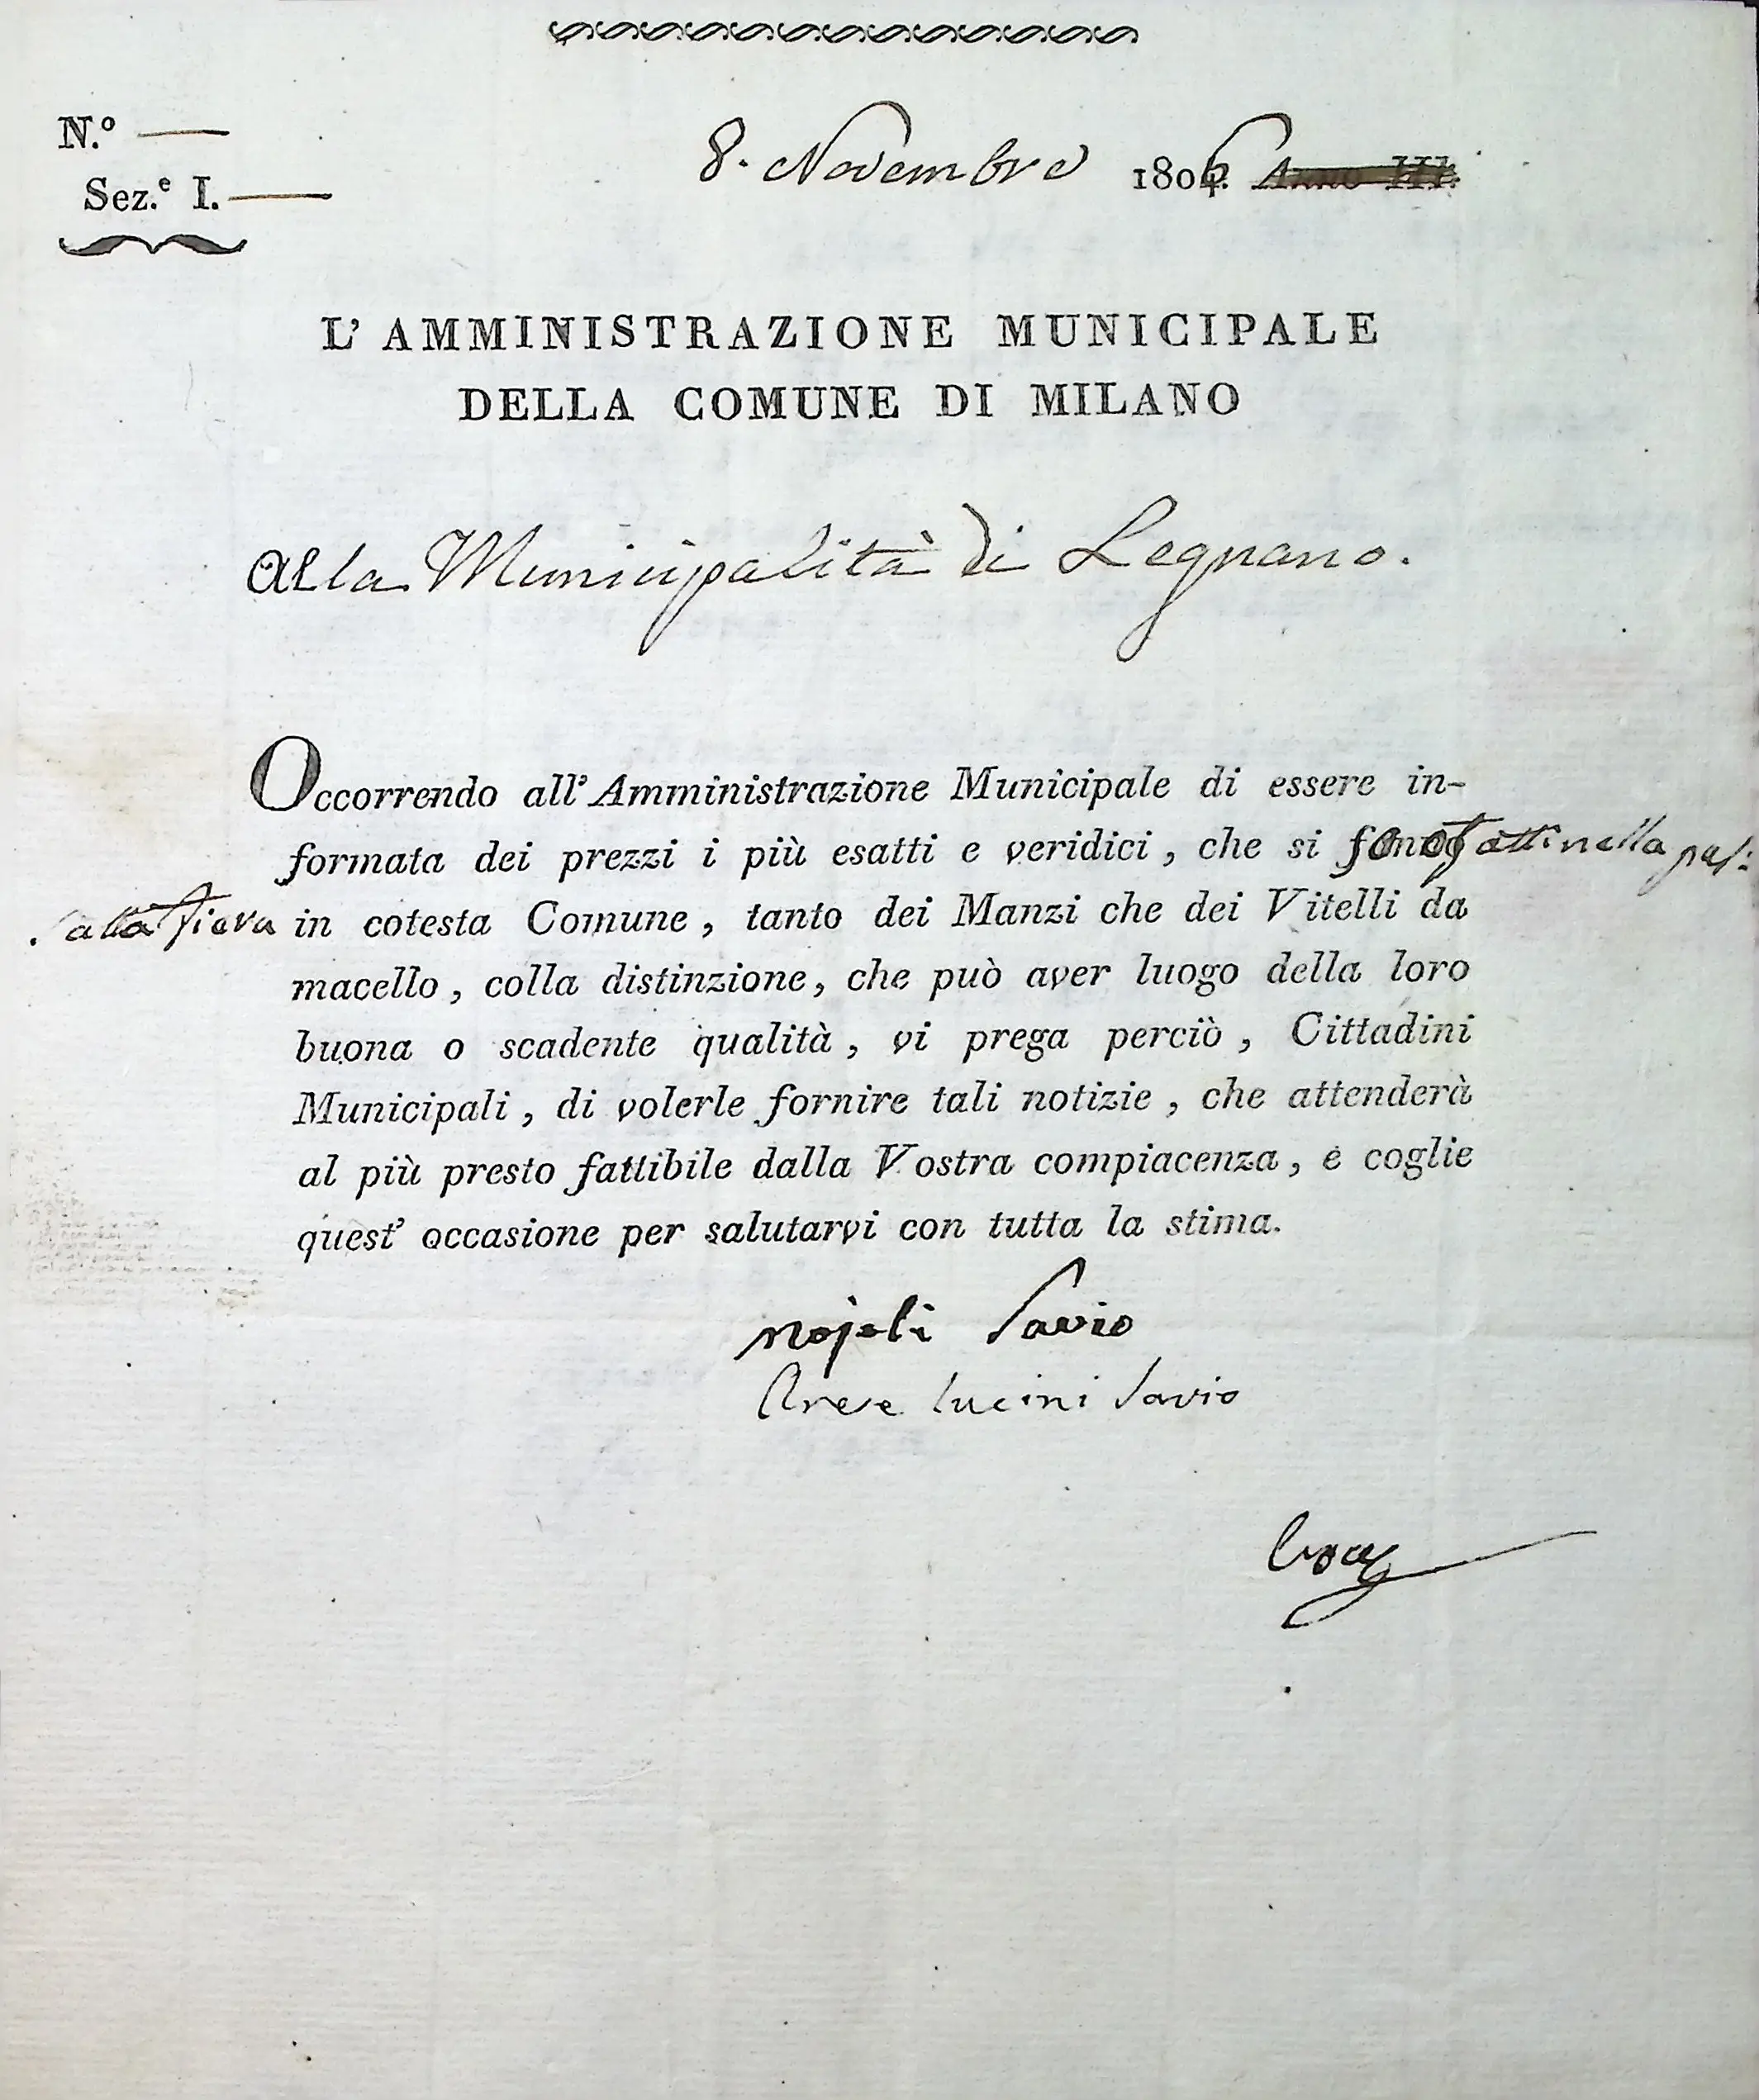 N.º
8. Novembre 1806. Anno III.
Sez.e I.
L' AMMINISTRAZIONE MUNICIPALE
DELLA COMUNE DI MILANO
Alla Municipalità di Legnano.
Occorrendo all' Amministrazione Municipale di essere in-
formata dei prezzi i più esatti e veridici, che si sono fatti nella pas:
sata Fiera in cotesta Comune, tanto dei Manzi che dei Vitelli da
macello, colla distinzione, che può aver luogo della loro
buona o scadente qualità, vi prega perciò, Cittadini
Municipali, di volerle fornire tali notizie, che attenderà
al più presto fattibile dalla Vostra compiacenza, e coglie
quest' occasione per salutarvi con tutta la stima.
Savio
Lucini Savio